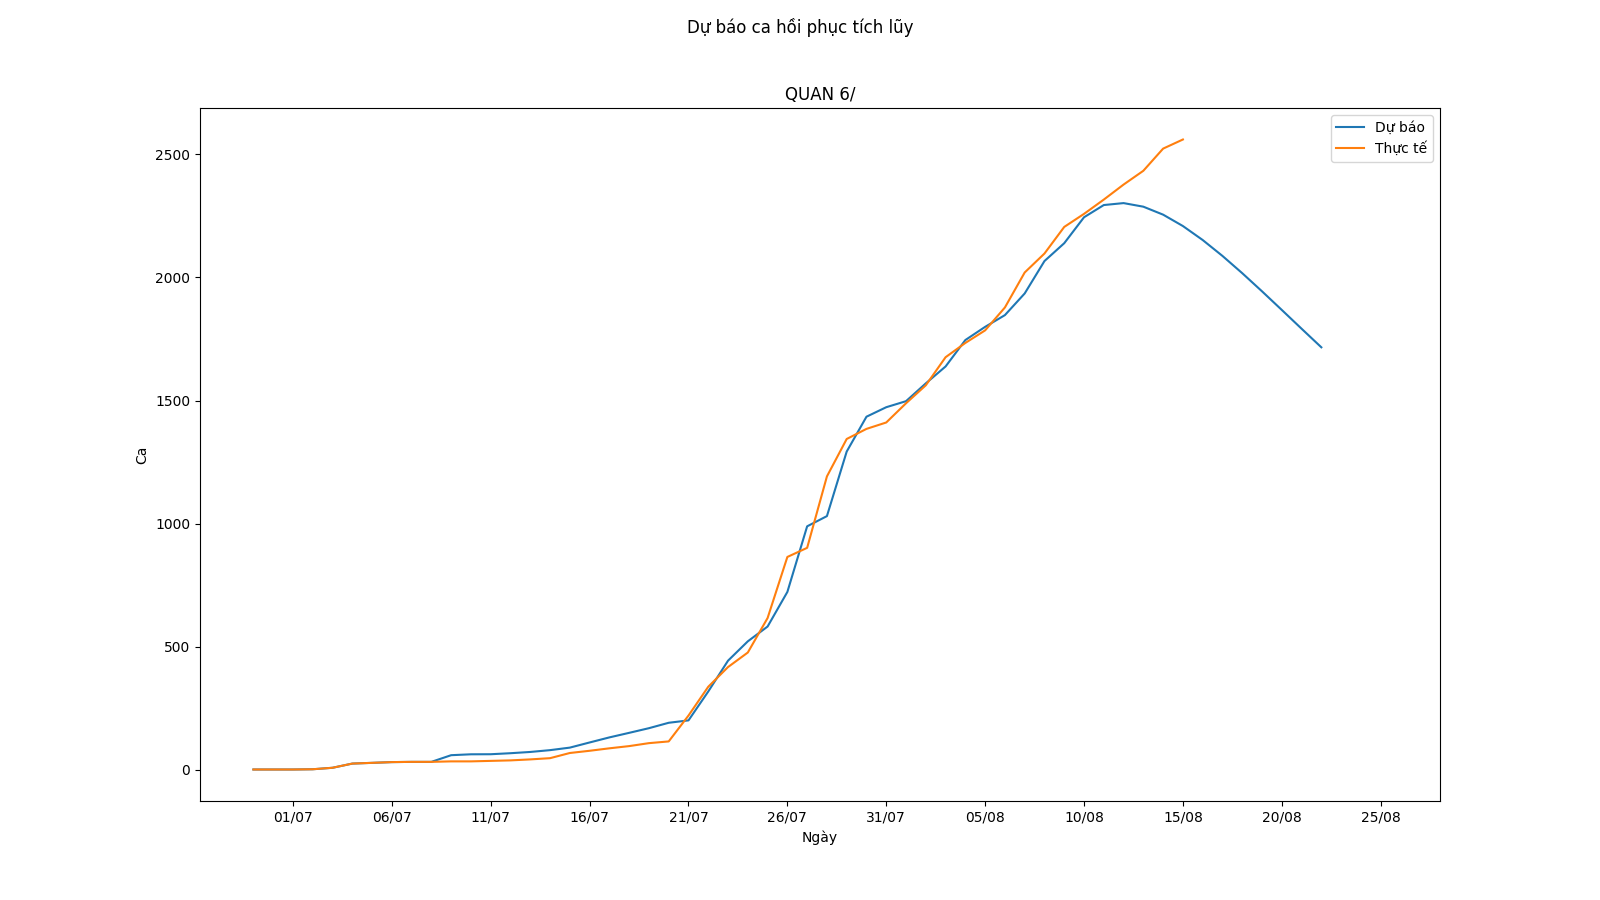 Dự báo ca hồi phục tích lũy
QUAN 6/
Dự báo
Thực tế
2500
2000
1500
1000
500
0
Ca
01/07 06/07 11/07 16/07 21/07 26/07 31/07 05/08 10/08 15/08 20/08 25/08
Ngày